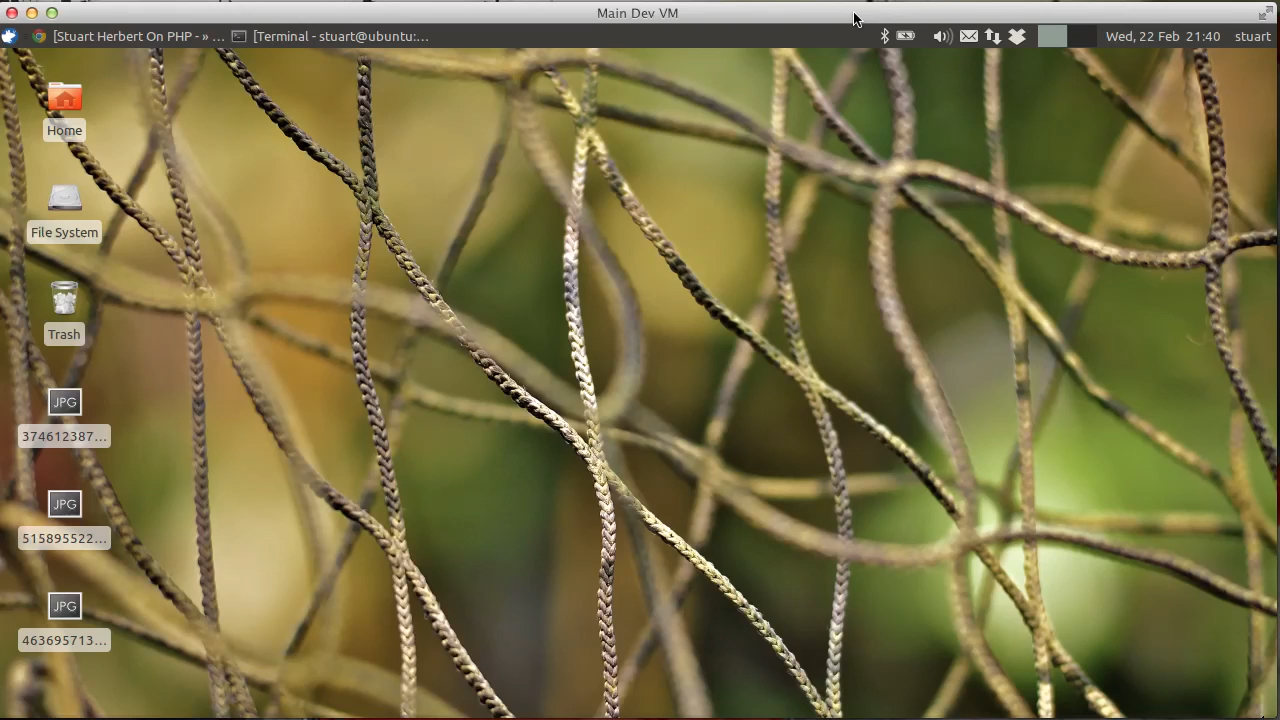 Main Dev VM
[Stuart Herbert On PHP - » ... [Terminal - stuart@ubuntu:... Wed, 22 Feb 21:40 stuart
Home
File System
Trash
JPG
374612387...
JPG
515895522...
JPG
463695713...